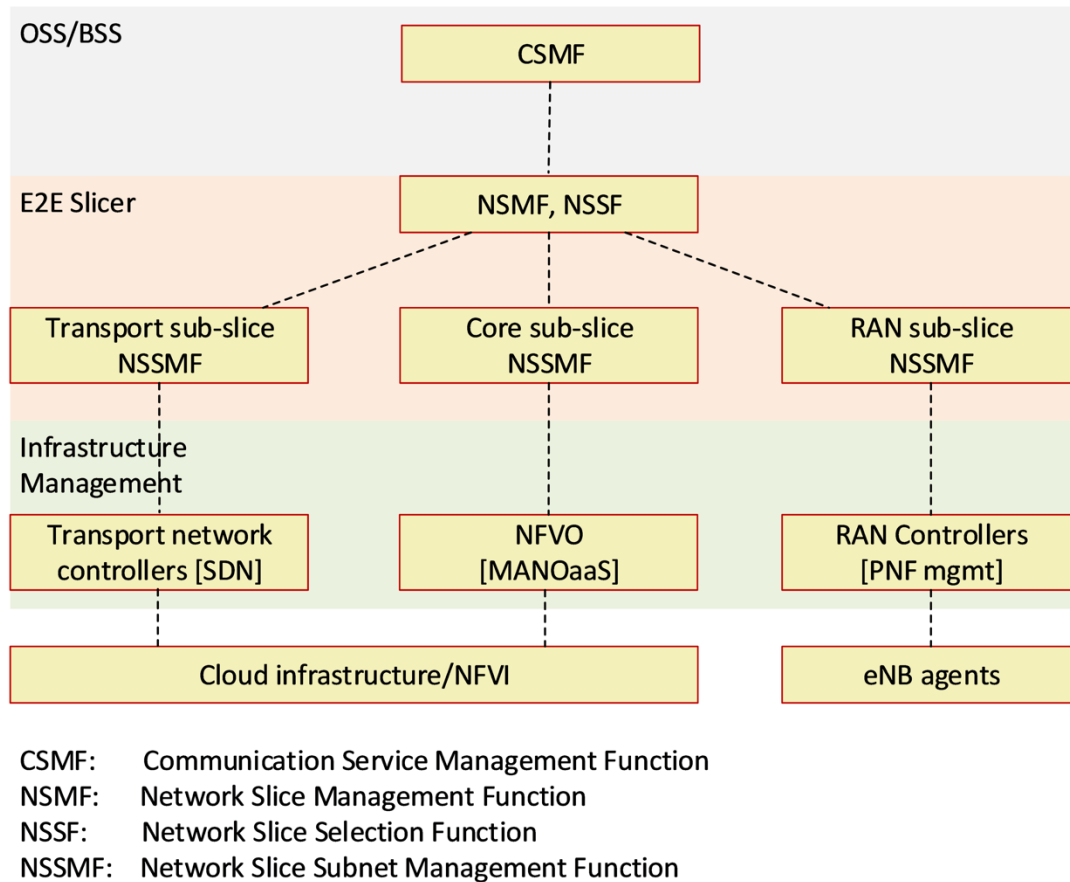 OSS/BSS
CSMF
E2E Slicer
NSMF, NSSF
Transport sub-slice
NSSMF
Core sub-slice
NSSMF
RAN sub-slice
NSSMF
Infrastructure
Management
Transport network
controllers [SDN]
NFVO
[MANOaaS]
RAN Controllers
[PNF mgmt]
Cloud infrastructure/NFVI
eNB agents
CSMF: Communication Service Management Function
NSMF: Network Slice Management Function
NSSF: Network Slice Selection Function
NSSMF: Network Slice Subnet Management Function